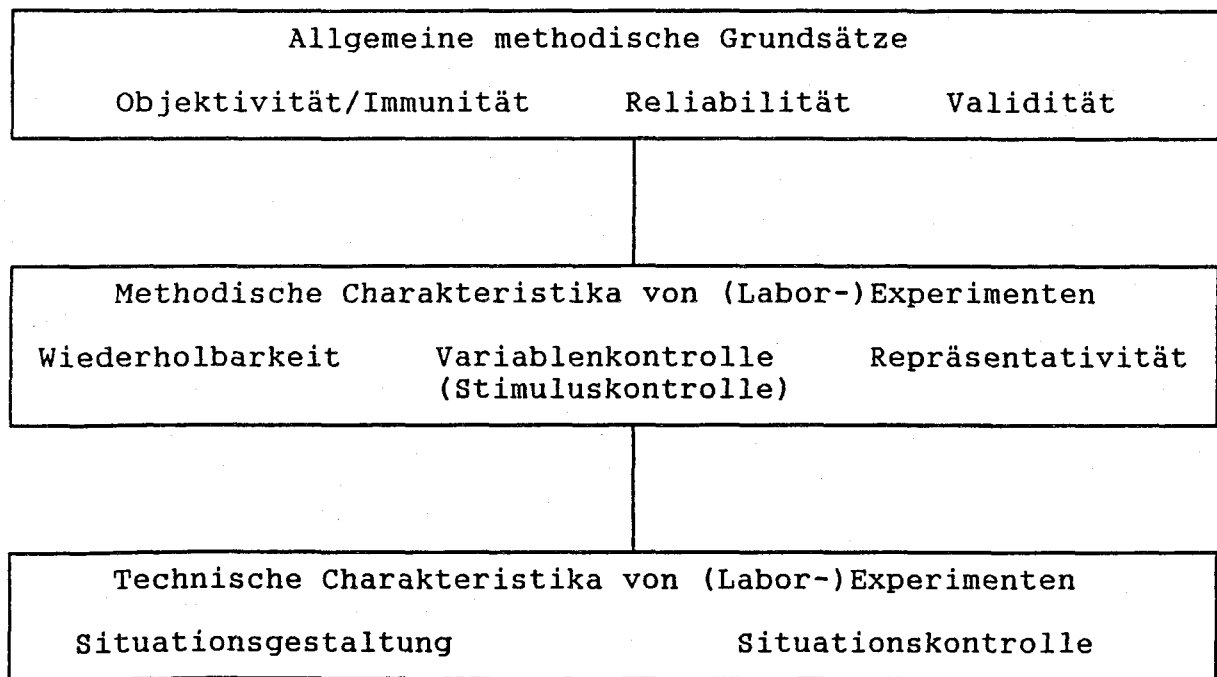 Allgemeine methodische Grundsätze
Objektivität/Immunität Reliabilität Validität
Methodische Charakteristika von (Labor-)Experimenten
Wiederholbarkeit Variablenkontrolle Repräsentativität
(Stimuluskontrolle)
Technische Charakteristika von (Labor-)Experimenten
Situationsgestaltung Situationskontrolle